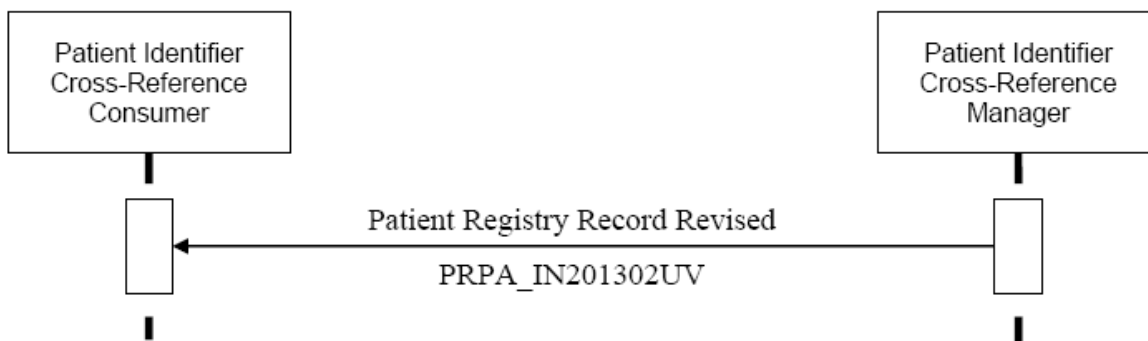 Patient Identifier
Cross-Reference
Consumer
Patient Identifier
Cross-Reference
Manager
Patient Registry Record Revised
PRPA_IN201302UV